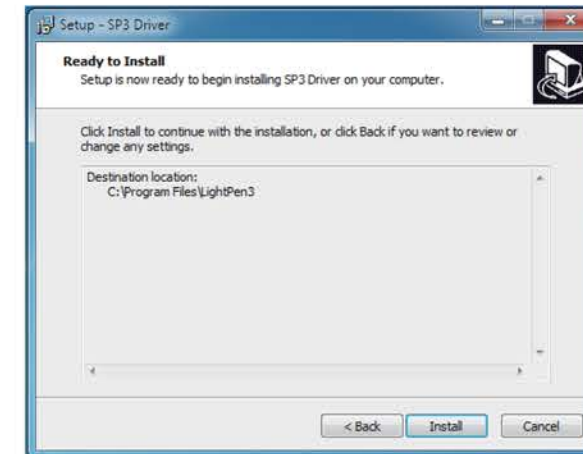 Setup - SP3 Driver
Ready to Install
Setup is now ready to begin installing SP3 Driver on your computer.
Click Install to continue with the installation, or click Back if you want to review or
change any settings.
Destination location:
C:\Program Files\LightPen3
< Back
Install
Cancel